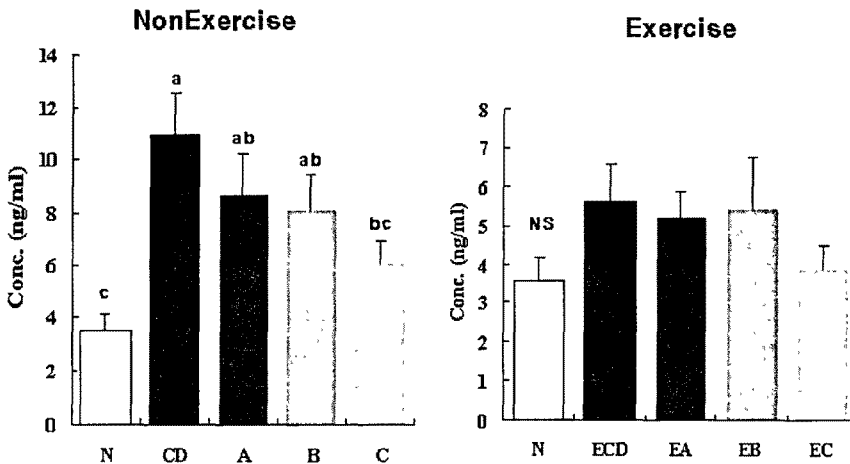 NonExercise
14
12
10
8
6
4
2
0
Conc. (ng/ml)
c
a
ab
ab
bc
N CD A B C
Exercise
8
7
6
5
4
3
2
1
0
Conc. (ng/ml)
NS
N ECD EA EB EC